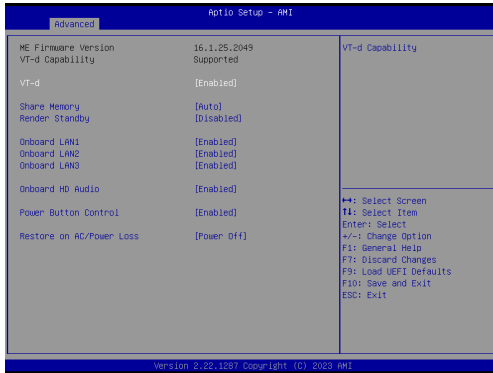 Aptio Setup - AMI
Advanced
ME Firmware Version 16.1.25.2049
VT-d Capability Supported
VT-d [Enabled]
Share Memory [Auto]
Render Standby [Disabled]
Onboard LAN1 [Enabled]
Onboard LAN2 [Enabled]
Onboard LAN3 [Enabled]
Onboard HD Audio [Enabled]
Power Button Control [Enabled]
Restore on AC/Power Loss [Power Off]
VT-d Capability
↔: Select Screen
↑↓: Select Item
Enter: Select
+/-: Change Option
F1: General Help
F7: Discard Changes
F9: Load UEFI Defaults
F10: Save and Exit
ESC: Exit
Version 2.22.1287 Copyright (C) 2023 AMI